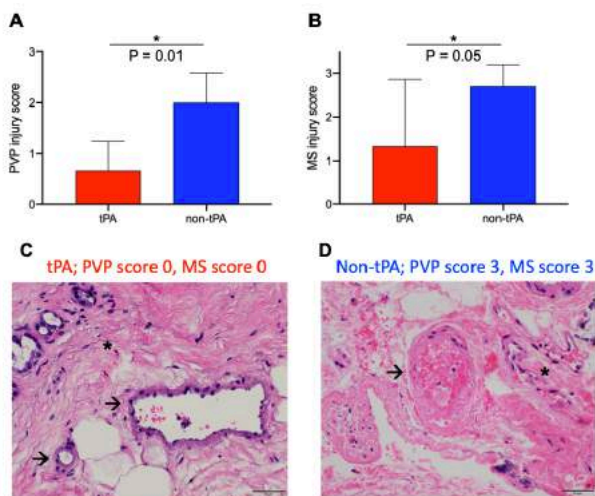 A
*
P = 0.01
PVP injury score
3
2
1
0
tPA
non-tPA
B
*
P = 0.05
MS injury score
3
2
1
0
tPA
non-tPA
C
tPA; PVP score 0, MS score 0
*
D
Non-tPA; PVP score 3, MS score 3
*